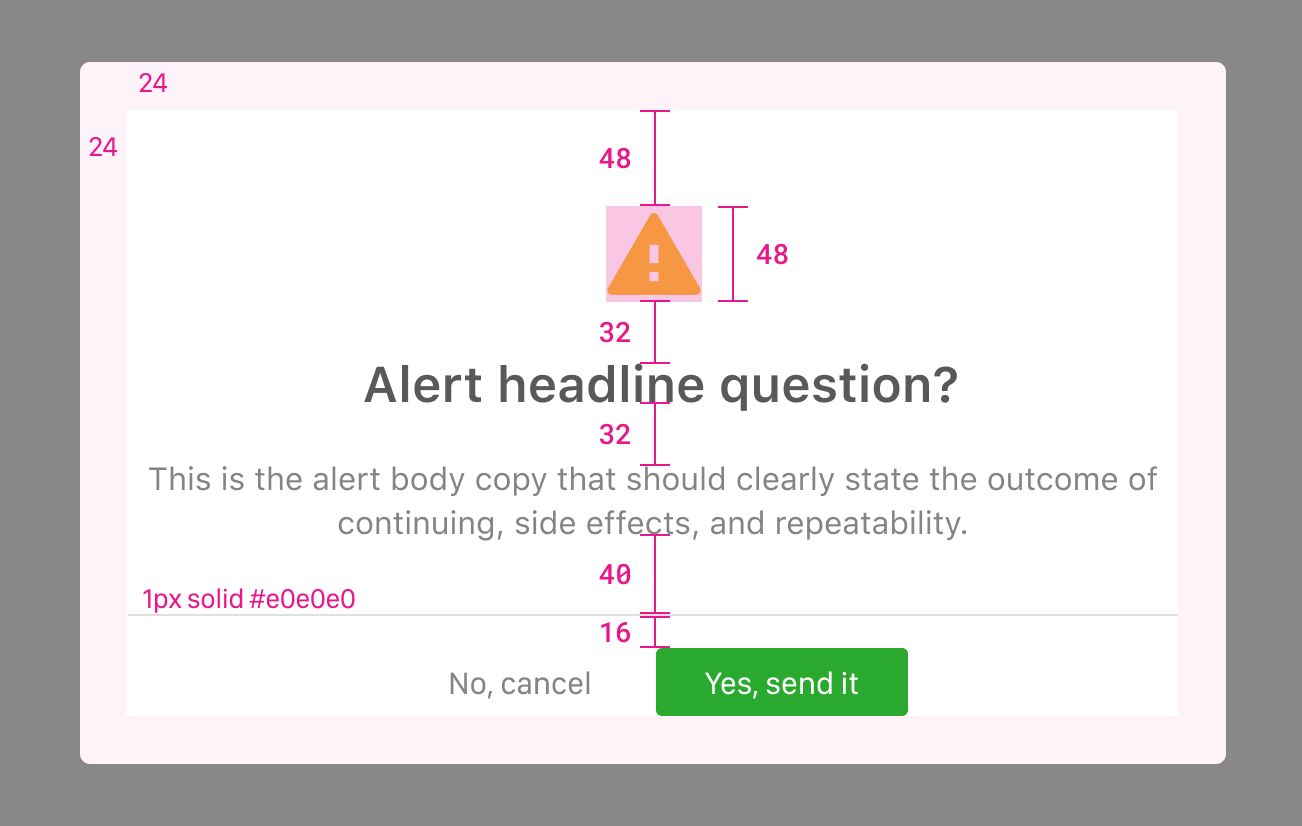 24
24
48
48
32
Alert headline question?
32
This is the alert body copy that should clearly state the outcome of
continuing, side effects, and repeatability.
40
1px solid #e0e0e0
16
No, cancel
Yes, send it